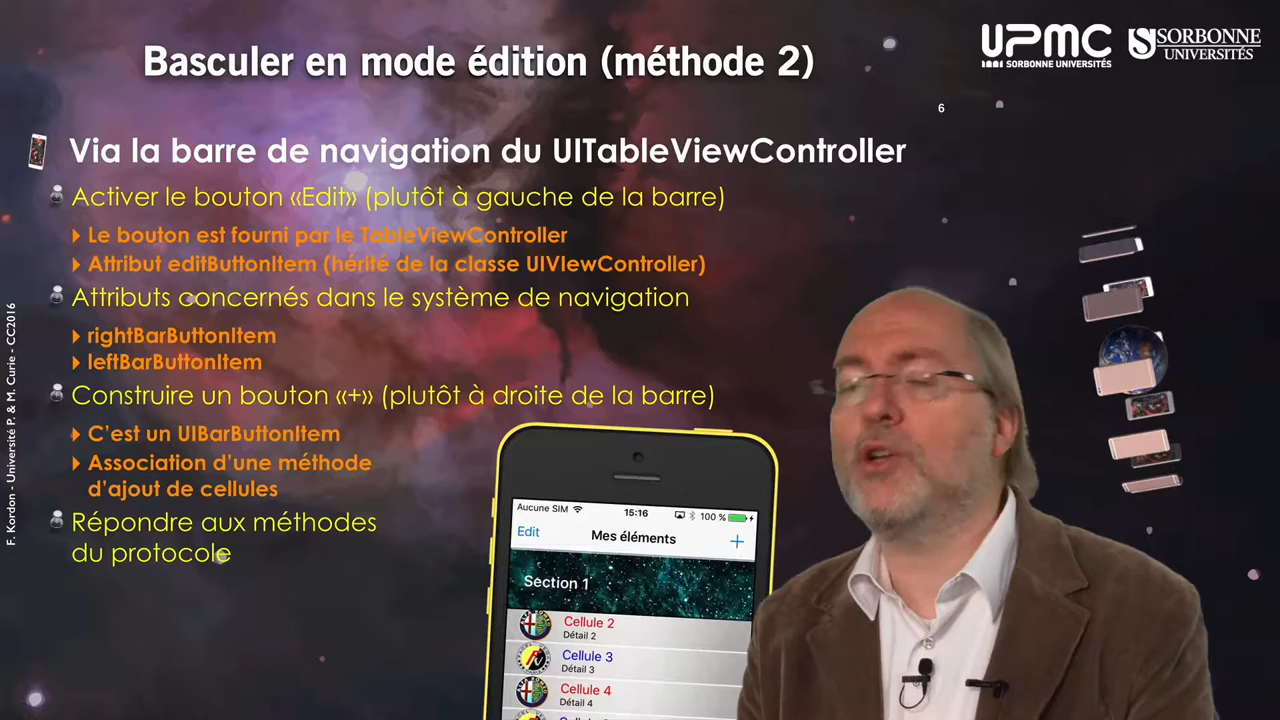 Basculer en mode édition (méthode 2)
UPMC
SORBONNE UNIVERSITÉS
SORBONNE
UNIVERSITÉS
6
Via la barre de navigation du UITableViewController
Activer le bouton «Edit» (plutôt à gauche de la barre)
Le bouton est fourni par le TableViewController
Attribut editButtonItem (hérité de la classe UIVIewController)
Attributs concernés dans le système de navigation
rightBarButtonItem
leftBarButtonItem
Construire un bouton «+» (plutôt à droite de la barre)
C'est un UIBarButtonItem
Association d'une méthode
d'ajout de cellules
Répondre aux méthodes
du protocole
F. Kordon - Université P. & M. Curie - CC2016
Aucune SIM 15:16 100 %
Edit Mes éléments +
Section 1
Cellule 2
Détail 2
Cellule 3
Détail 3
Cellule 4
Détail 4